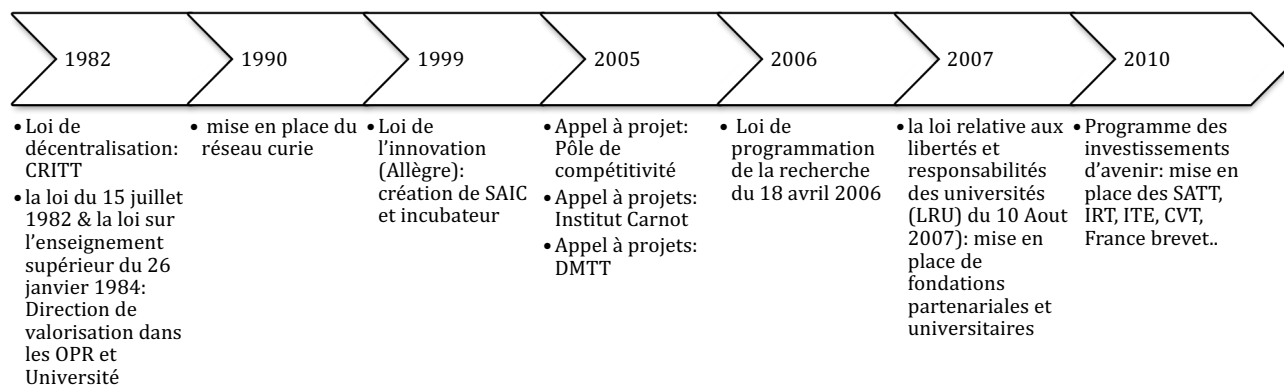 1982
1990
1999
2005
2006
2007
2010
•Loi de
décentralisation:
CRITT
•la loi du 15 juillet
1982 & la loi sur
l'enseignement
supérieur du 26
janvier 1984:
Direction de
valorisation dans
les OPR et
Université
• mise en place du
réseau curie
•Loi de
l'innovation
(Allègre):
création de SAIC
et incubateur
•Appel à projet:
Pôle de
compétitivité
•Appel à projets:
Institut Carnot
•Appel à projets:
DMTT
• Loi de
programmation
de la recherche
du 18 avril 2006
•la loi relative aux
libertés et
responsabilités
des universités
(LRU) du 10 Aout
2007): mise en
place de
fondations
partenariales et
universitaires
•Programme des
investissements
d'avenir: mise en
place des SATT,
IRT, ITE, CVT,
France brevet..